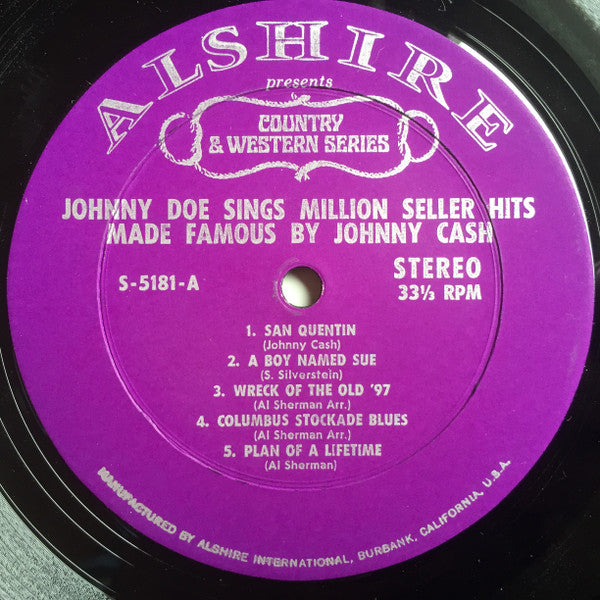 ALSHIRE
presents
COUNTRY
& WESTERN SERIES
JOHNNY DOE SINGS MILLION SELLER HITS
MADE FAMOUS BY JOHNNY CASH
S-5181-A
STEREO
33⅓ RPM
1. SAN QUENTIN
(Johnny Cash)
2. A BOY NAMED SUE
(S. Silverstein)
3. WRECK OF THE OLD '97
(Al Sherman Arr.)
4. COLUMBUS STOCKADE BLUES
(Al Sherman Arr.)
5. PLAN OF A LIFETIME
(Al Sherman)
MANUFACTURED BY ALSHIRE INTERNATIONAL, BURBANK, CALIFORNIA, U.S.A.